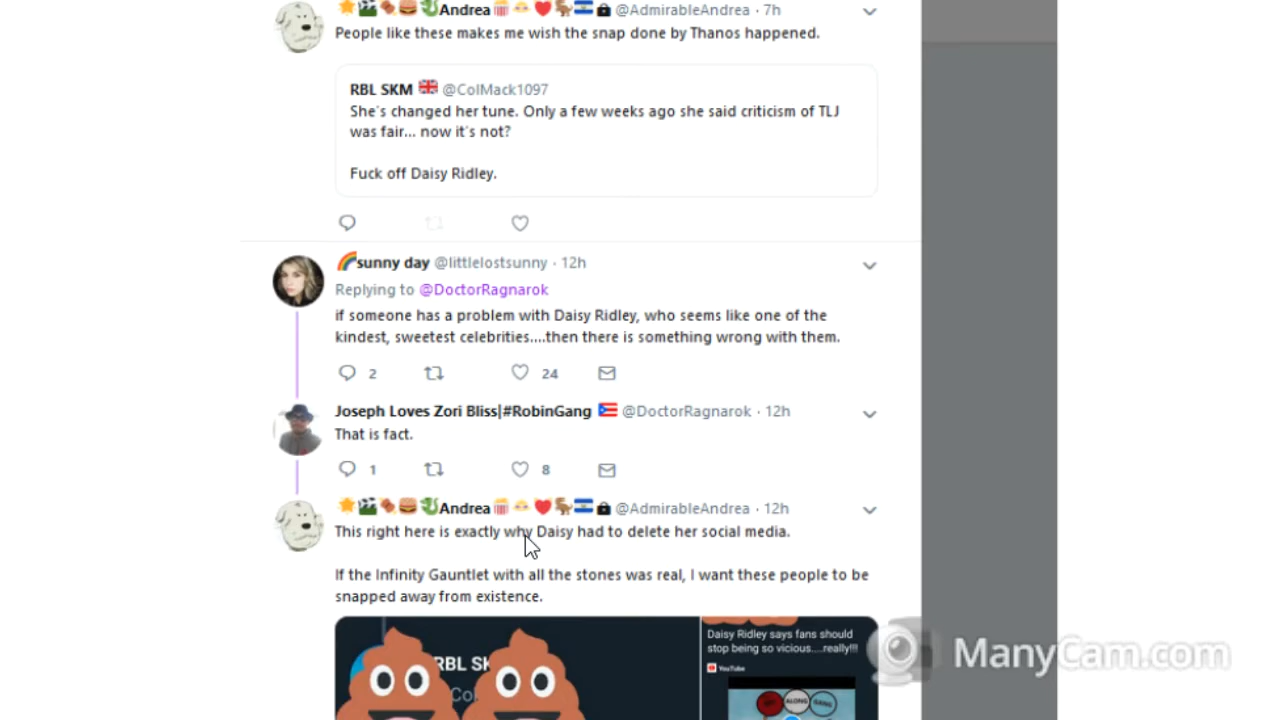 Andrea @AdmirableAndrea · 7h
People like these makes me wish the snap done by Thanos happened.
RBL SKM @ColMack1097
She's changed her tune. Only a few weeks ago she said criticism of TLJ
was fair... now it's not?
Fuck off Daisy Ridley.
sunny day @littlelostsunny · 12h
Replying to @DoctorRagnarok
if someone has a problem with Daisy Ridley, who seems like one of the
kindest, sweetest celebrities....then there is something wrong with them.
2 24
Joseph Loves Zori Bliss|#RobinGang @DoctorRagnarok · 12h
That is fact.
1 8
Andrea @AdmirableAndrea · 12h
This right here is exactly why Daisy had to delete her social media.
If the Infinity Gauntlet with all the stones was real, I want these people to be
snapped away from existence.
RBL SK
Co
Daisy Ridley says fans should
stop being so vicious....really!!!
YouTube
ALONG
GANG
ManyCam.com